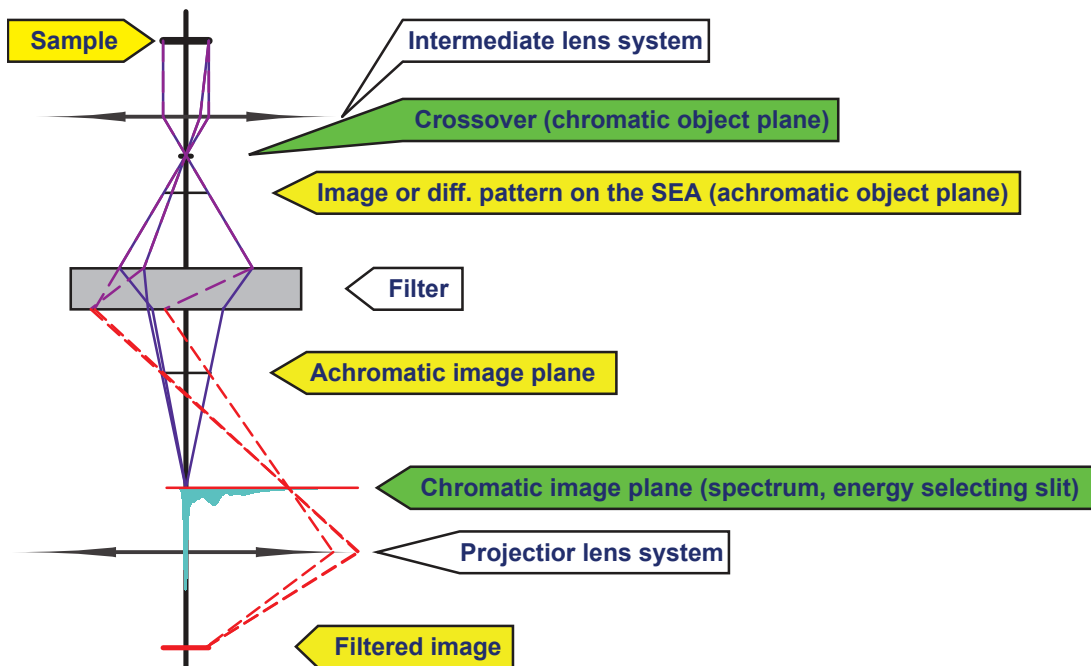 Sample
Intermediate lens system
Crossover (chromatic object plane)
Image or diff. pattern on the SEA (achromatic object plane)
Filter
Achromatic image plane
Chromatic image plane (spectrum, energy selecting slit)
Projectior lens system
Filtered image